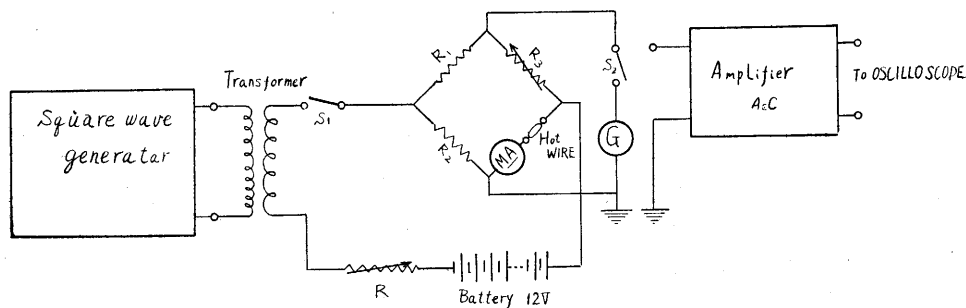 Square wave
generatar
Transformer
S1
R1
R2
R3
MA
Hot
WIRE
S2
G
Amplifier
A.C
To OSCILLOSCOPE
R
Battery 12V